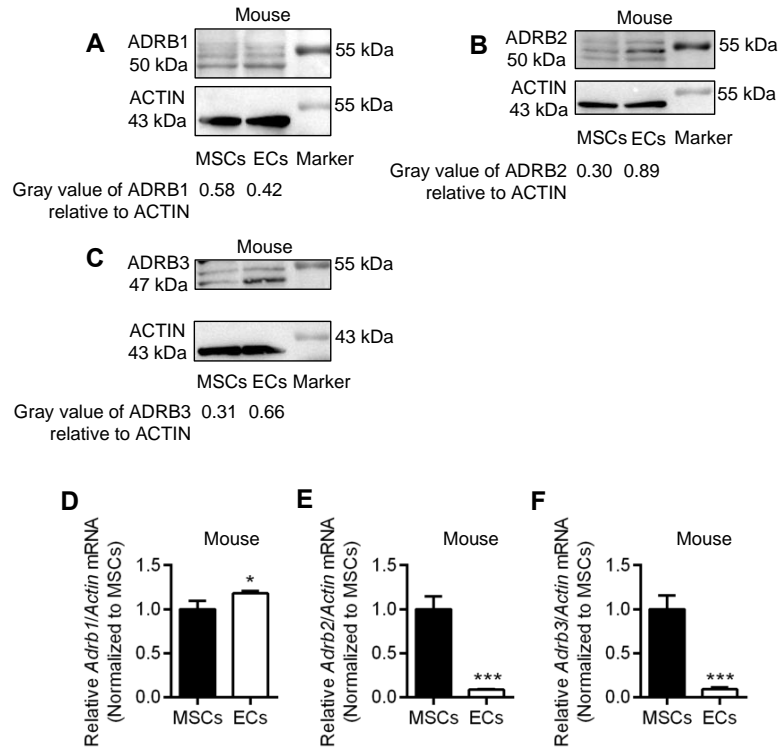 A
Mouse
ADRB1
50 kDa
55 kDa
ACTIN
43 kDa
55 kDa
MSCs ECs Marker
Gray value of ADRB1 0.58 0.42
relative to ACTIN
B
Mouse
ADRB2
50 kDa
55 kDa
ACTIN
43 kDa
55 kDa
MSCs ECs Marker
Gray value of ADRB2 0.30 0.89
relative to ACTIN
C
Mouse
ADRB3
47 kDa
55 kDa
ACTIN
43 kDa
43 kDa
MSCs ECs Marker
Gray value of ADRB3 0.31 0.66
relative to ACTIN
D
Mouse
Relative Adrb1/Actin mRNA
(Normalized to MSCs)
1.5
1.0
0.5
0.0
*
MSCs ECs
E
Mouse
Relative Adrb2/Actin mRNA
(Normalized to MSCs)
1.5
1.0
0.5
0.0
***
MSCs ECs
F
Mouse
Relative Adrb3/Actin mRNA
(Normalized to MSCs)
1.5
1.0
0.5
0.0
***
MSCs ECs